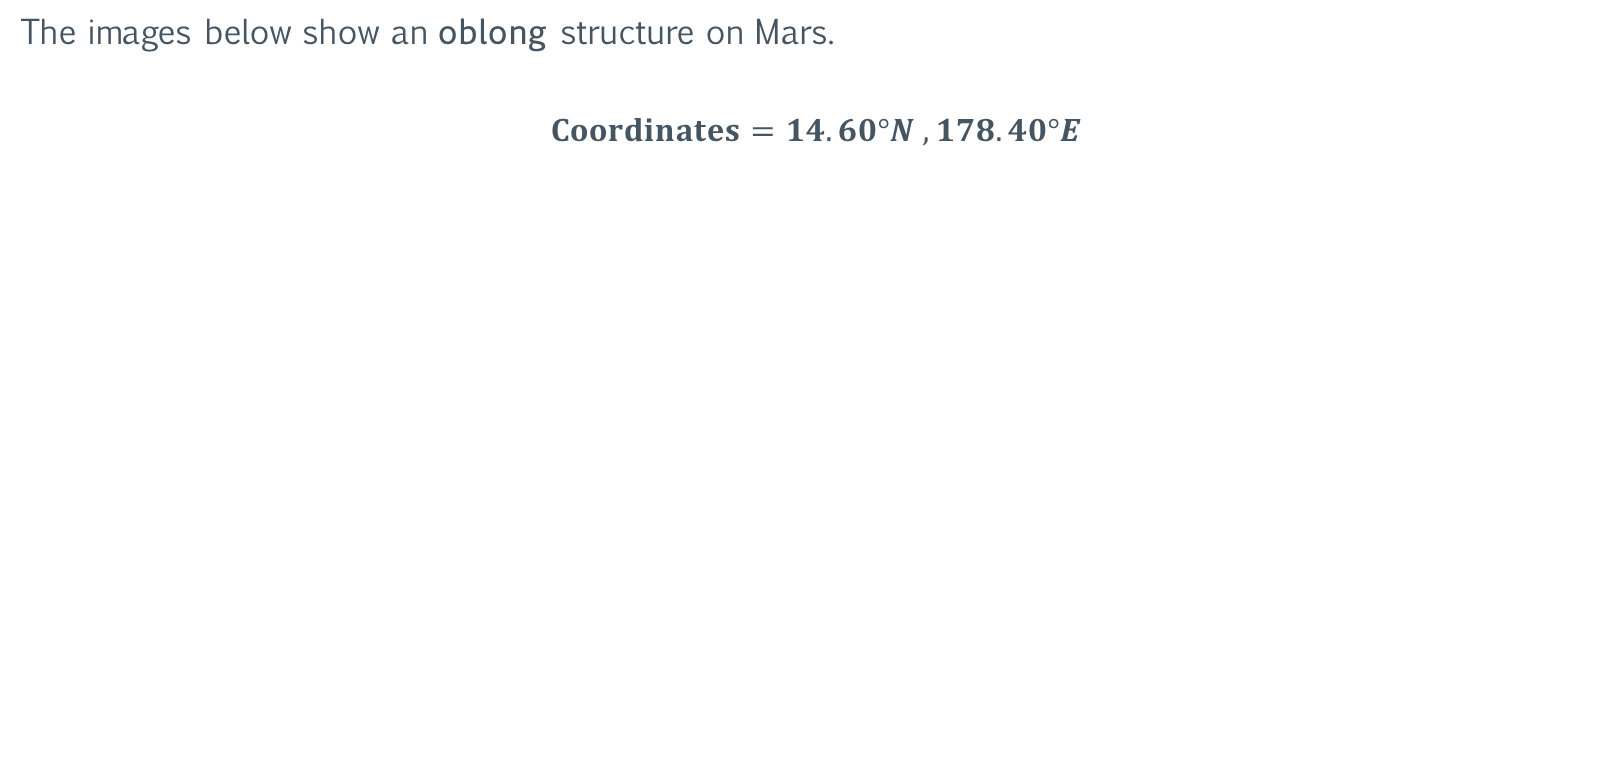 The images below show an oblong structure on Mars.
Coordinates = 14.60°N , 178.40°E